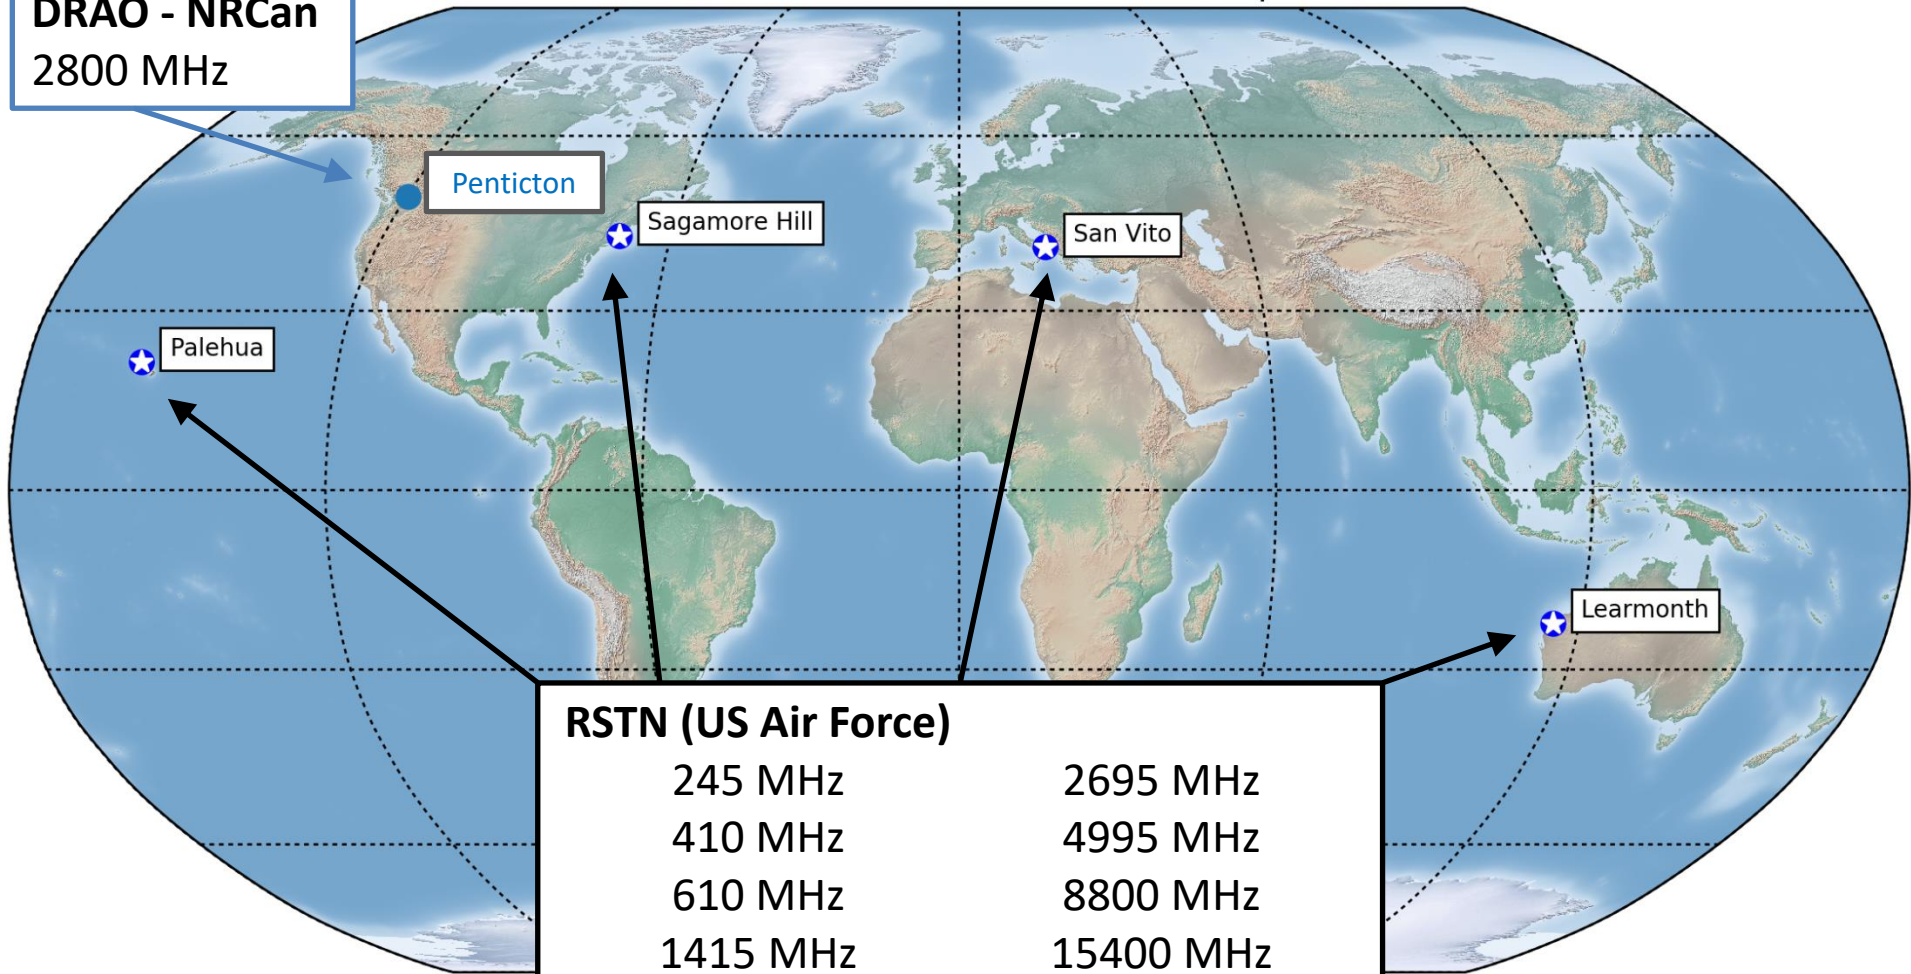 DRAO - NRCan
2800 MHz
Penticton
Sagamore Hill
San Vito
Palehua
Learmonth
RSTN (US Air Force)
245 MHz 2695 MHz
410 MHz 4995 MHz
610 MHz 8800 MHz
1415 MHz 15400 MHz